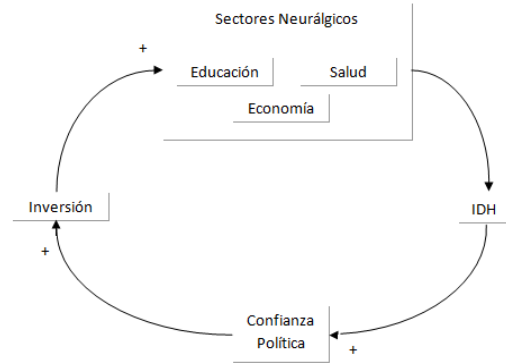 Sectores Neurálgicos
+
Educación
Salud
Economía
Inversión
IDH
+
Confianza
Política
+